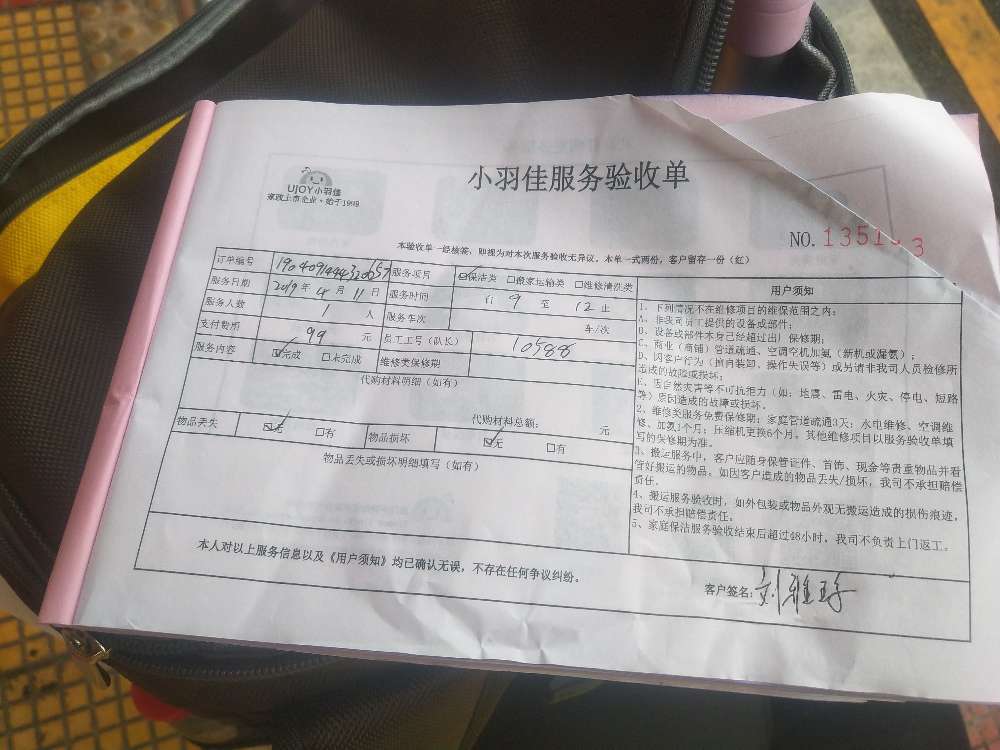 UJOY小羽佳
家政上市企业·始于1998
小羽佳服务验收单
NO.1351 3
本验收单一经核签，即视为对本次服务验收无异议。本单一式两份，客户留存一份（红）
订单编号 服务项目 ☑保洁类 □搬家运输类 □维修清洗类
服务日期 2019年4月11日 服务时间 自9至12止
服务人数 1人 服务车次 车/次
支付费用 99元 员工工号（队长） 10588
服务内容 ☑完成 □未完成 维修类保修期
代购材料明细（如有）
代购材料总额： 元
物品丢失 ☑无 □有 物品损坏 ☑无 □有
物品丢失或损坏明细填写（如有）
用户须知
1、下列情况不在维修项目的维保范围之内：
A、非我司员工提供的设备或部件；
B、设备或部件本身已经超过出厂保修期；
C、商业（商铺）管道疏通、空调空机加氨（新机或漏氨）；
D、因客户行为（擅自装卸、操作失误等）或另请非我司人员检修所
造成的故障或损坏；
E、因自然灾害等不可抗拒力（如：地震、雷电、火灾、停电、短路
等）原因造成的故障或损坏。
2、维修类服务免费保修期：家庭管道疏通3天；水电维修、空调维
修、加氨1个月；压缩机更换6个月。其他维修项目以服务验收单填
写的保修期为准。
3、搬运服务中，客户应随身保管证件、首饰、现金等贵重物品并看
管好搬运的物品。如因客户造成的物品丢失/损坏，我司不承担赔偿
责任。
4、搬运服务验收时，如外包装或物品外观无搬运造成的损伤痕迹，
我司不承担赔偿责任。
5、家庭保洁服务验收结束后超过48小时，我司不负责上门返工。
本人对以上服务信息以及《用户须知》均已确认无误，不存在任何争议纠纷。
客户签名：刘雅